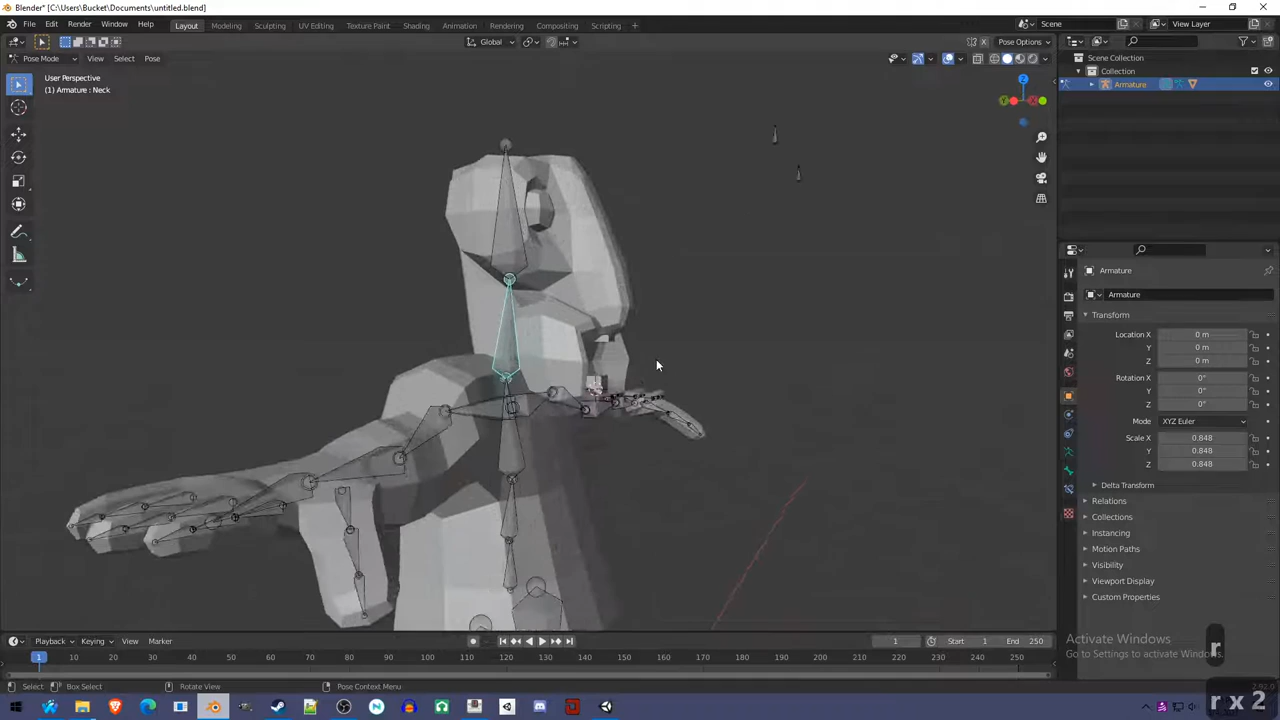 Blender* [C:\Users\Bucket\Documents\untitled.blend]
File Edit Render Window Help Layout Modeling Sculpting UV Editing Texture Paint Shading Animation Rendering Compositing Scripting + Scene View Layer
Global Pose Options
Pose Mode View Select Pose
User Perspective
(1) Armature : Neck
Scene Collection
Collection
Armature
Z
Y
X
Armature
Armature
Transform
Location X 0 m
Y 0 m
Z 0 m
Rotation X 0°
Y 0°
Z 0°
Mode XYZ Euler
Scale X 0.848
Y 0.848
Z 0.848
Delta Transform
Relations
Collections
Instancing
Motion Paths
Visibility
Viewport Display
Custom Properties
Playback Keying View Marker 1 Start 1 End 250
1 10 20 30 40 50 60 70 80 90 100 110 120 130 140 150 160 170 180 190 200 210 220 230 240 250
Activate Windows
Go to Settings to activate Windows.
r
r x 2
Select Box Select Rotate View Pose Context Menu